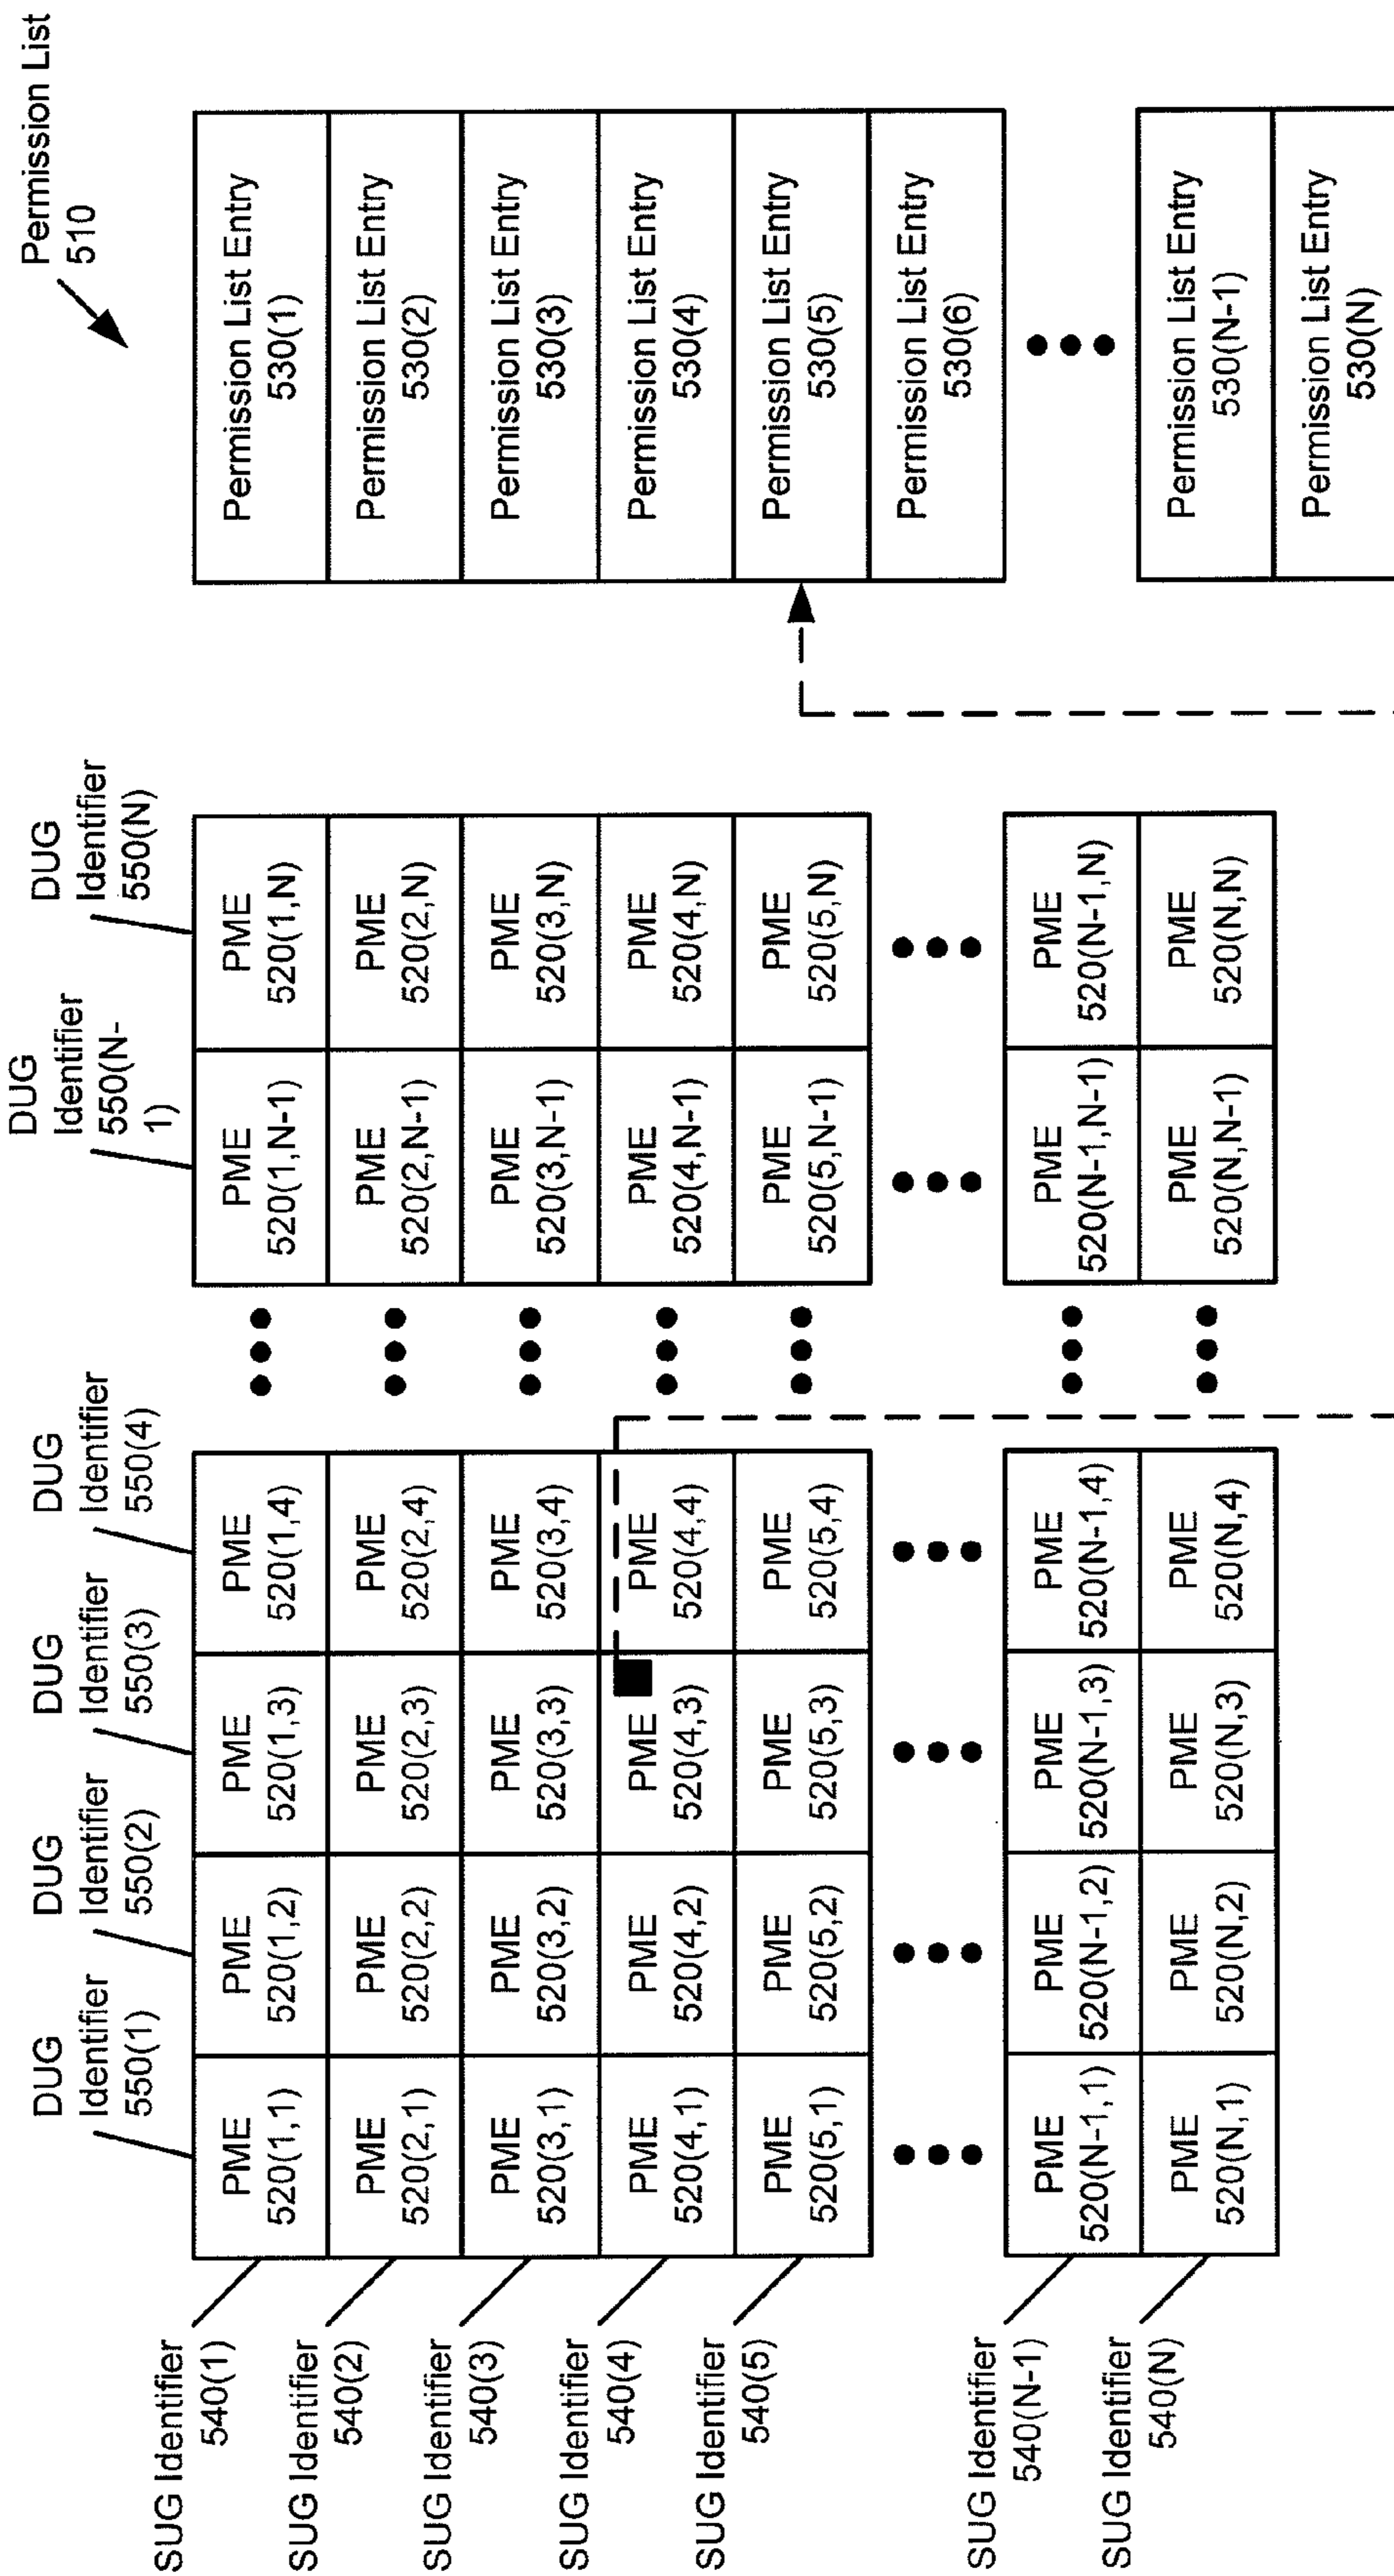 Permission List
510
DUG
Identifier
550(1)
DUG
Identifier
550(2)
DUG
Identifier
550(3)
DUG
Identifier
550(4)
DUG
Identifier
550(N-
1)
DUG
Identifier
550(N)
SUG Identifier
540(1)
PME
520(1,1)
PME
520(1,2)
PME
520(1,3)
PME
520(1,4)
PME
520(1,N-1)
PME
520(1,N)
SUG Identifier
540(2)
PME
520(2,1)
PME
520(2,2)
PME
520(2,3)
PME
520(2,4)
PME
520(2,N-1)
PME
520(2,N)
SUG Identifier
540(3)
PME
520(3,1)
PME
520(3,2)
PME
520(3,3)
PME
520(3,4)
PME
520(3,N-1)
PME
520(3,N)
SUG Identifier
540(4)
PME
520(4,1)
PME
520(4,2)
PME
520(4,3)
PME
520(4,4)
PME
520(4,N-1)
PME
520(4,N)
SUG Identifier
540(5)
PME
520(5,1)
PME
520(5,2)
PME
520(5,3)
PME
520(5,4)
PME
520(5,N-1)
PME
520(5,N)
SUG Identifier
540(N-1)
PME
520(N-1,1)
PME
520(N-1,2)
PME
520(N-1,3)
PME
520(N-1,4)
PME
520(N-1,N-1)
PME
520(N-1,N)
SUG Identifier
540(N)
PME
520(N,1)
PME
520(N,2)
PME
520(N,3)
PME
520(N,4)
PME
520(N,N-1)
PME
520(N,N)
Permission List Entry
530(1)
Permission List Entry
530(2)
Permission List Entry
530(3)
Permission List Entry
530(4)
Permission List Entry
530(5)
Permission List Entry
530(6)
Permission List Entry
530(N-1)
Permission List Entry
530(N)